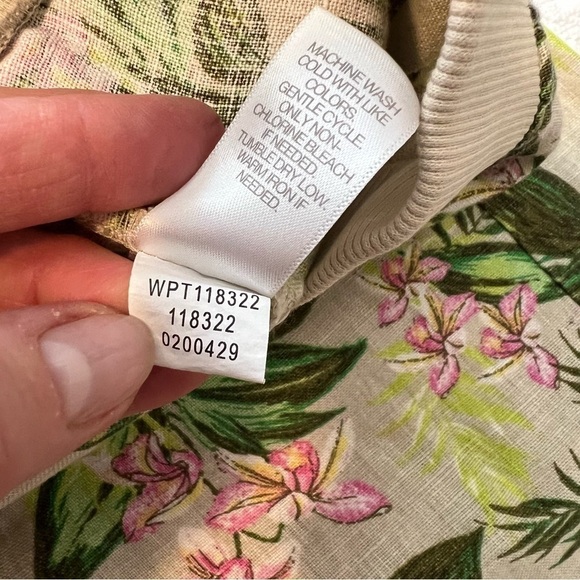 MACHINE WASH
COLD WITH LIKE
COLORS.
GENTLE CYCLE.
ONLY NON-
CHLORINE BLEACH
IF NEEDED.
TUMBLE DRY LOW.
WARM IRON IF
NEEDED.
WPT118322
118322
0200429